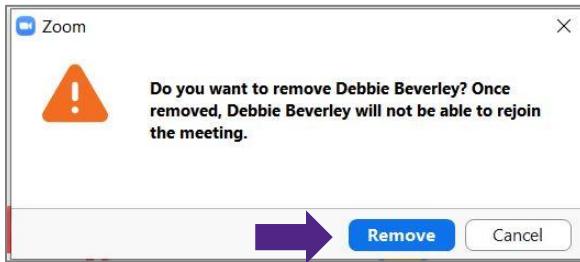 Zoom
Do you want to remove Debbie Beverley? Once
removed, Debbie Beverley will not be able to rejoin
the meeting.
Remove Cancel